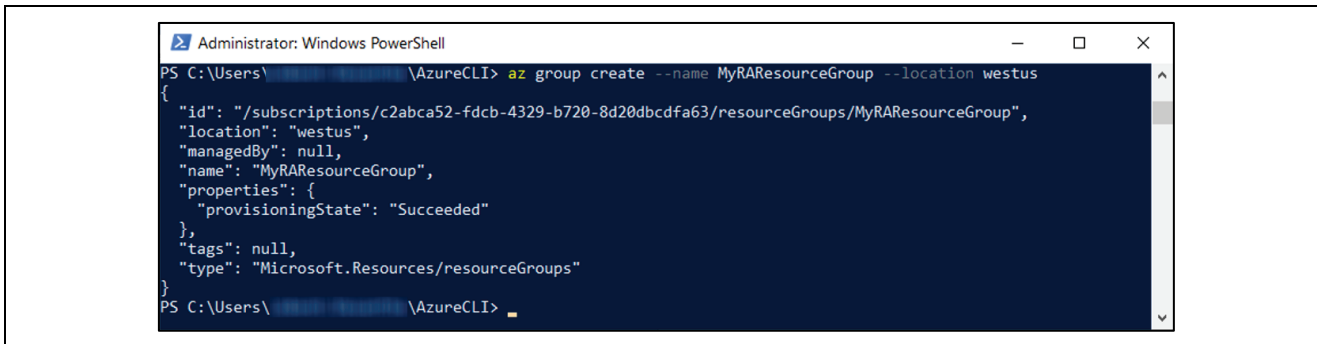 Administrator: Windows PowerShell
PS C:\Users\ \AzureCLI> az group create --name MyRAResourceGroup --location westus
{
  "id": "/subscriptions/c2abca52-fdcb-4329-b720-8d20dbcdfa63/resourceGroups/MyRAResourceGroup",
  "location": "westus",
  "managedBy": null,
  "name": "MyRAResourceGroup",
  "properties": {
    "provisioningState": "Succeeded"
  },
  "tags": null,
  "type": "Microsoft.Resources/resourceGroups"
}
PS C:\Users\ \AzureCLI>